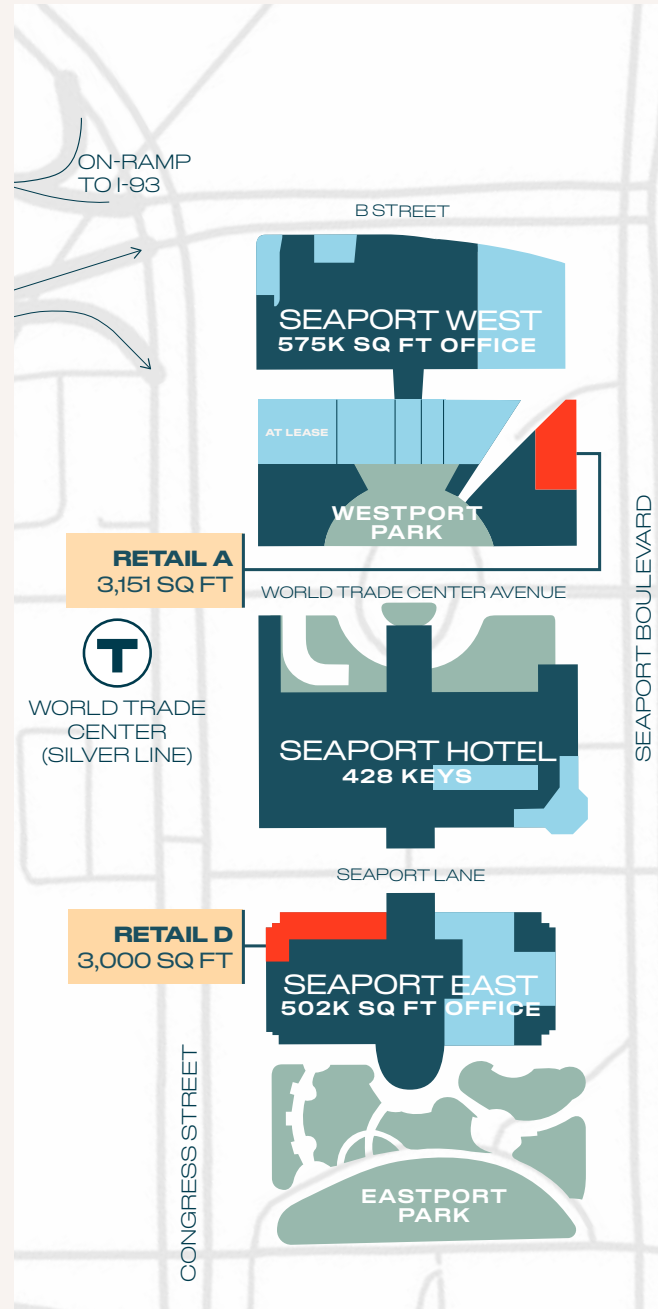 ON-RAMP
TO I-93
B STREET
SEAPORT WEST
575K SQ FT OFFICE
AT LEASE
WESTPORT
PARK
RETAIL A
3,151 SQ FT
WORLD TRADE CENTER AVENUE
SEAPORT BOULEVARD
T
WORLD TRADE
CENTER
(SILVER LINE)
SEAPORT HOTEL
428 KEYS
SEAPORT LANE
RETAIL D
3,000 SQ FT
SEAPORT EAST
502K SQ FT OFFICE
CONGRESS STREET
EASTPORT
PARK